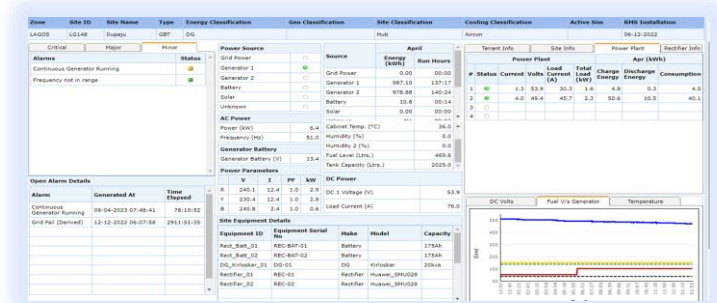 Zone Site ID Site Name Type Energy Classification Geo Classification Site Classification Cooling Classification Active Sim RMS Installation
LAGOS LG148 DG Hub Aircon 06-12-2022
Critical Major Minor
Alarms Status
Continuous Generator Running
Frequency not in range
Open Alarm Details
Alarm Generated At Time Elapsed
Continuous Generator Running 09-04-2023 07:48:41 78:10:52
Grid Fail (Derived) 12-12-2022 06:07:58 2911:51:35
Power Source
Grid Power
Generator 1
Generator 2
Battery
Solar
Unknown
AC Power
Power (kW) 6.4
Frequency (Hz) 51.0
Generator Battery
Generator Battery (V) 13.4
Power Parameters
V I PF kW
R 240.1 12.4 1.0 2.9
Y 230.4 12.4 1.0 2.8
B 240.8 2.4 1.0 0.6
Source April
Energy (kWh) Run Hours
Grid Power 0.00 00:00
Generator 1 987.10 137:17
Generator 2 978.88 140:24
Battery 10.8 00:14
Solar 0.00 00:00
Cabinet Temp. (°C) 36.0
Humidity (%) 0.0
Humidity 2 (%) 0.0
Fuel Level (Ltrs.) 469.6
Tank Capacity (Ltrs.) 2025.0
DC Power
DC 1 Voltage (V) 53.9
Load Current (A) 76.0
Site Equipment Details
Equipment ID Equipment Serial No Make Model Capacity
Rect_Batt_01 REC-BAT-01 Battery 175Ah
Rect_Batt_02 REC-BAT-02 Battery 175Ah
DG_Kirloskar_01 DG-01 DG Kirloskar 20kva
Rectifier_01 REC-01 Rectifier Huawei_SMU02B
Rectifier_02 REC-02 Rectifier Huawei_SMU02B
Tenant Info Site Info Power Plant Rectifier Info
Power Plant Apr (kWh)
# Status Current Volts Load Current (A) Total Load (kW) Charge Energy Discharge Energy Consumption
1 1.3 53.9 30.3 1.6 4.8 0.3
2 4.0 49.4 45.7 2.3 50.6 10.5 40.1
3
4
DC Volts Fuel V/s Generator Temperature